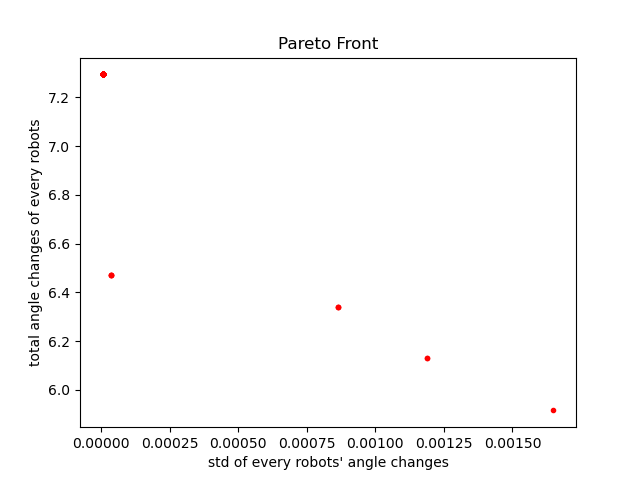 Pareto Front
total angle changes of every robots
7.2
7.0
6.8
6.6
6.4
6.2
6.0
0.00000 0.00025 0.00050 0.00075 0.00100 0.00125 0.00150
std of every robots' angle changes